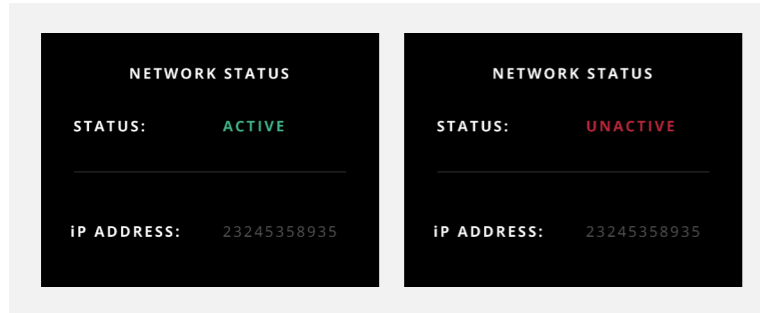 NETWORK STATUS
STATUS: ACTIVE
iP ADDRESS: 23245358935
NETWORK STATUS
STATUS: UNACTIVE
iP ADDRESS: 23245358935